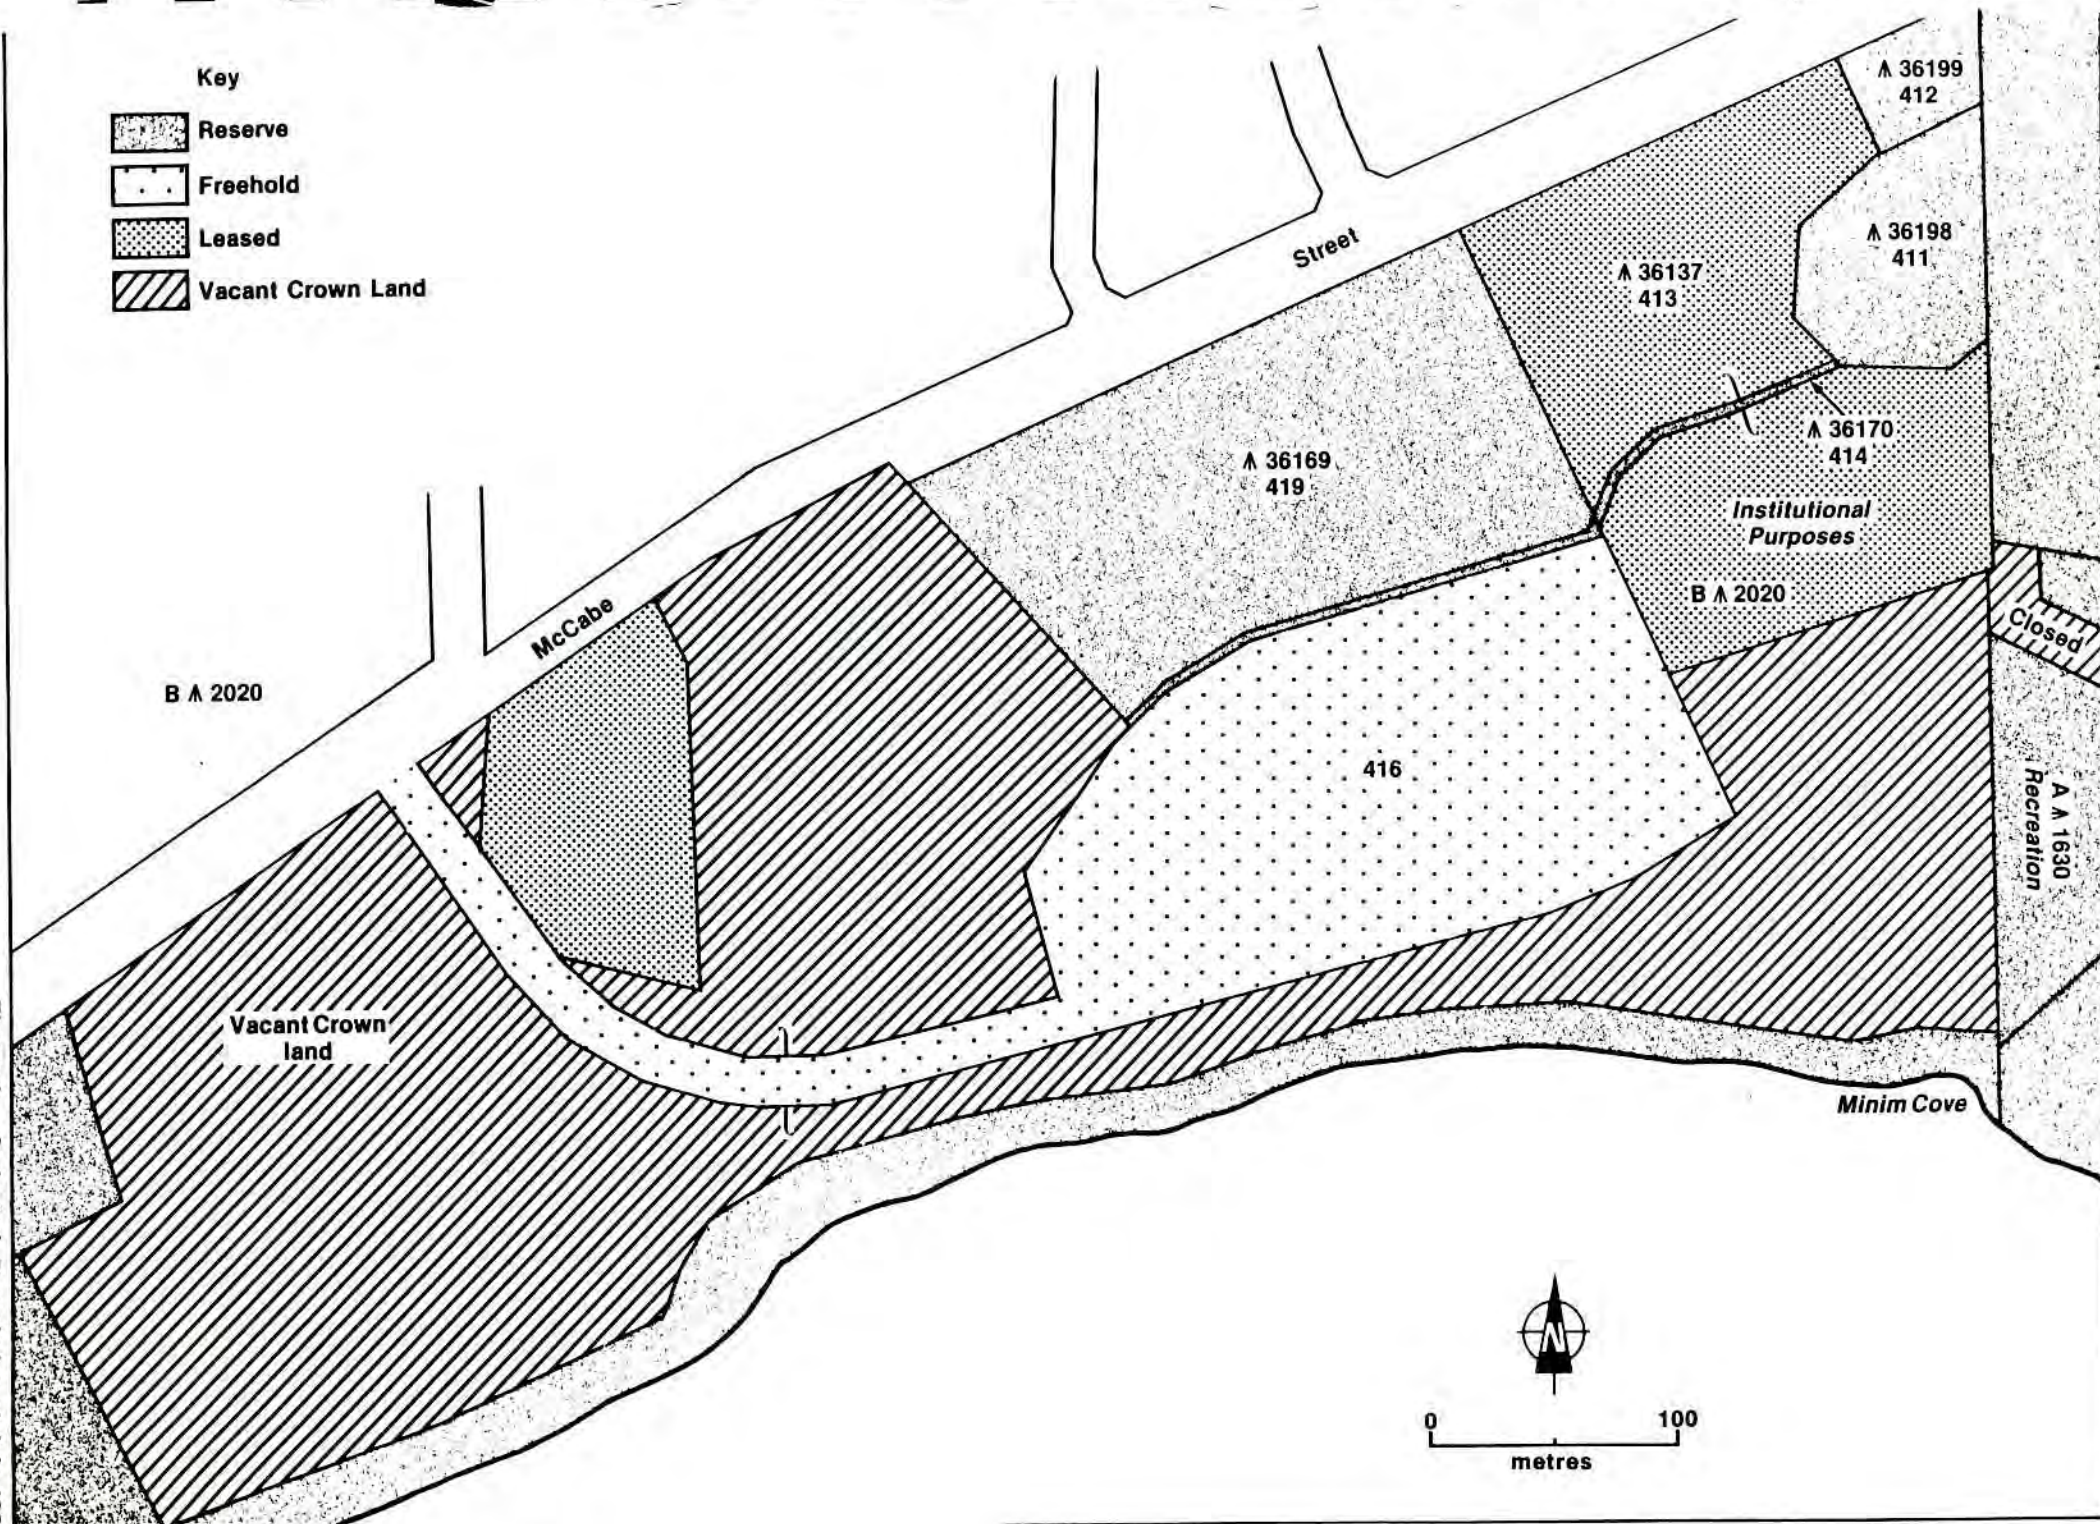 Key
Reserve
Freehold
Leased
Vacant Crown Land
36199
412
36198
411
Street
36137
413
36169
419
36170
414
Institutional
Purposes
B 2020
McCabe
Closed
B 2020
416
A 1630
Recreation
Vacant Crown
land
Minim Cove
N
0 100
metres